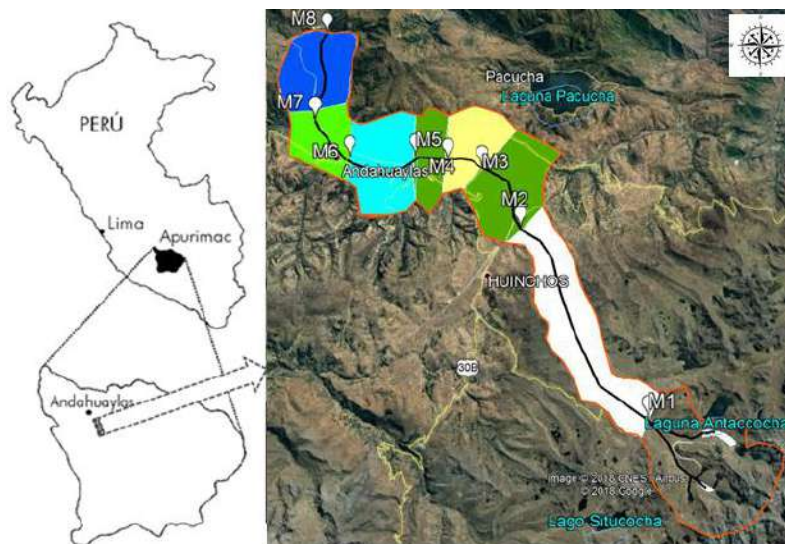 PERÚ
Lima
Apurimac
Andahuaylas
M8
Pacucha
Laguna Pacucha
M7
M6
M5
M4
M3
Andahuaylas
M2
HUINCHOS
30B
M1
Laguna Antaccocha
Image © 2018 CNES / Airbus
© 2018 Google
Lago Situcocha